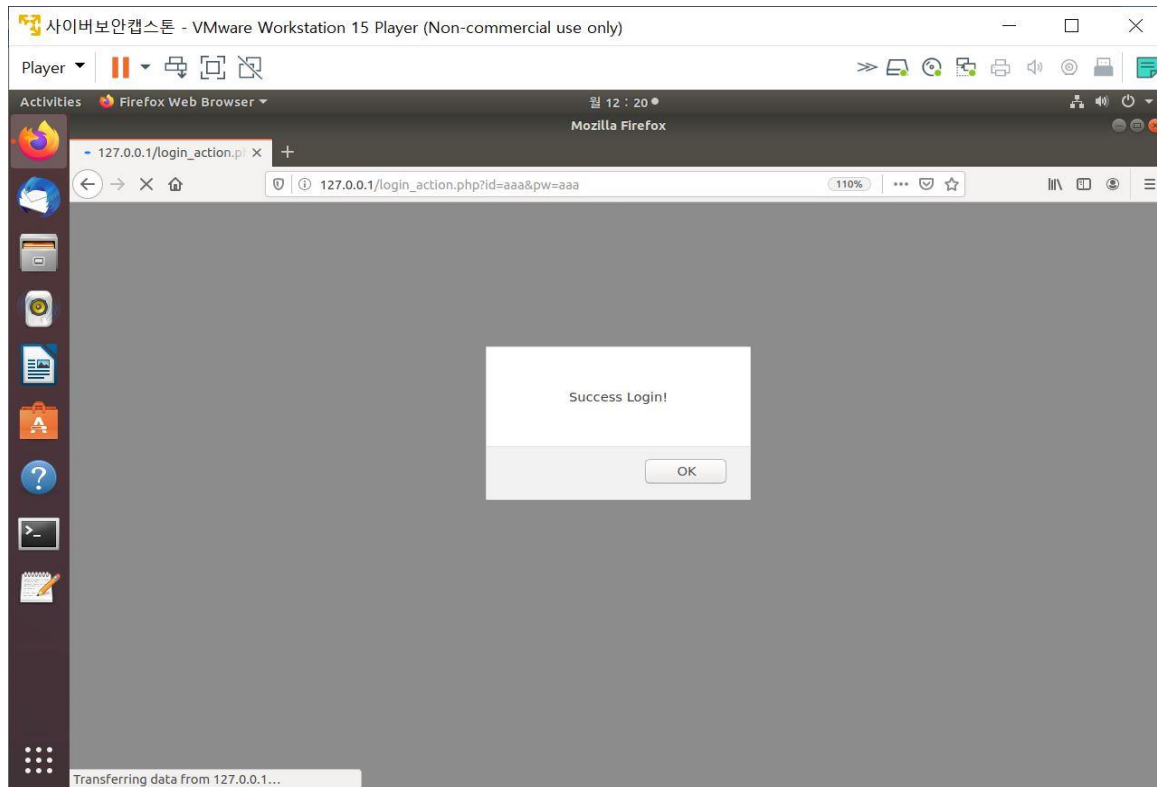 사이버보안캡스톤 - VMware Workstation 15 Player (Non-commercial use only)
Player
Activities Firefox Web Browser 월 12 : 20
Mozilla Firefox
127.0.0.1/login_action.p
127.0.0.1/login_action.php?id=aaa&pw=aaa 110%
Success Login!
OK
Transferring data from 127.0.0.1...